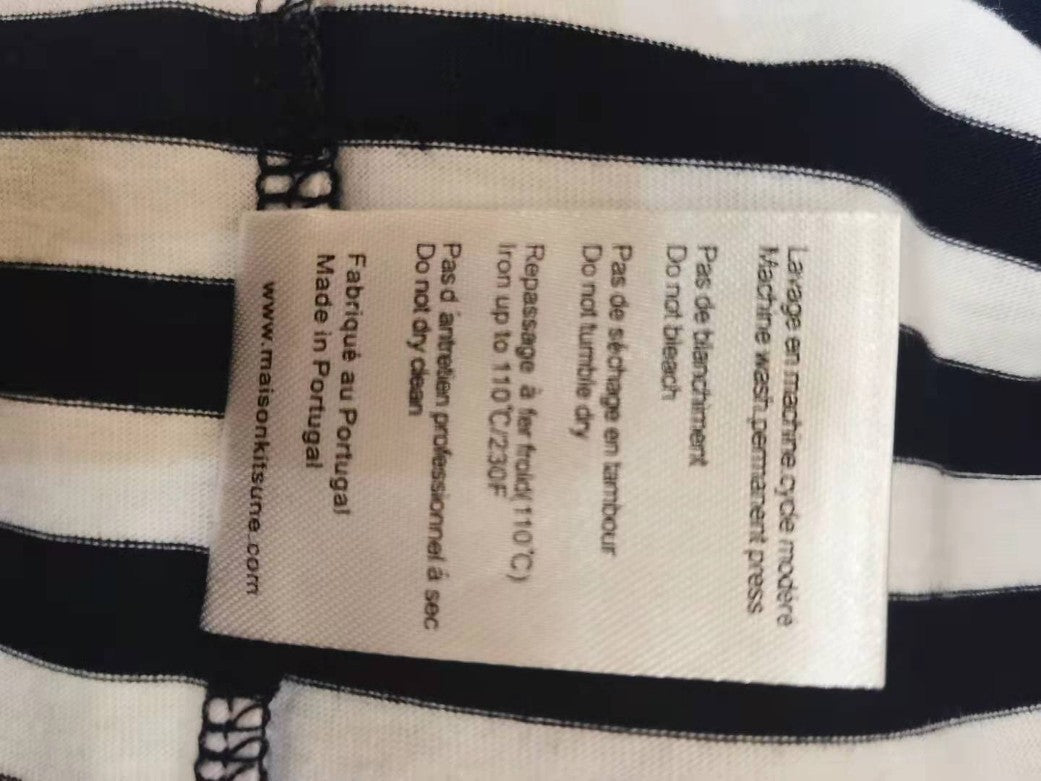 Lavage en machine.cycle modéré
Machine wash.permanent press
Pas de blanchiment
Do not bleach
Pas de séchage en tambour
Do not tumble dry
Repassage à fer froid(110°C)
Iron up to 110°C/230F
Pas d´antretien professionnel á sec
Do not dry clean
Fabriqué au Portugal
Made in Portugal
www.maisonkitsune.com